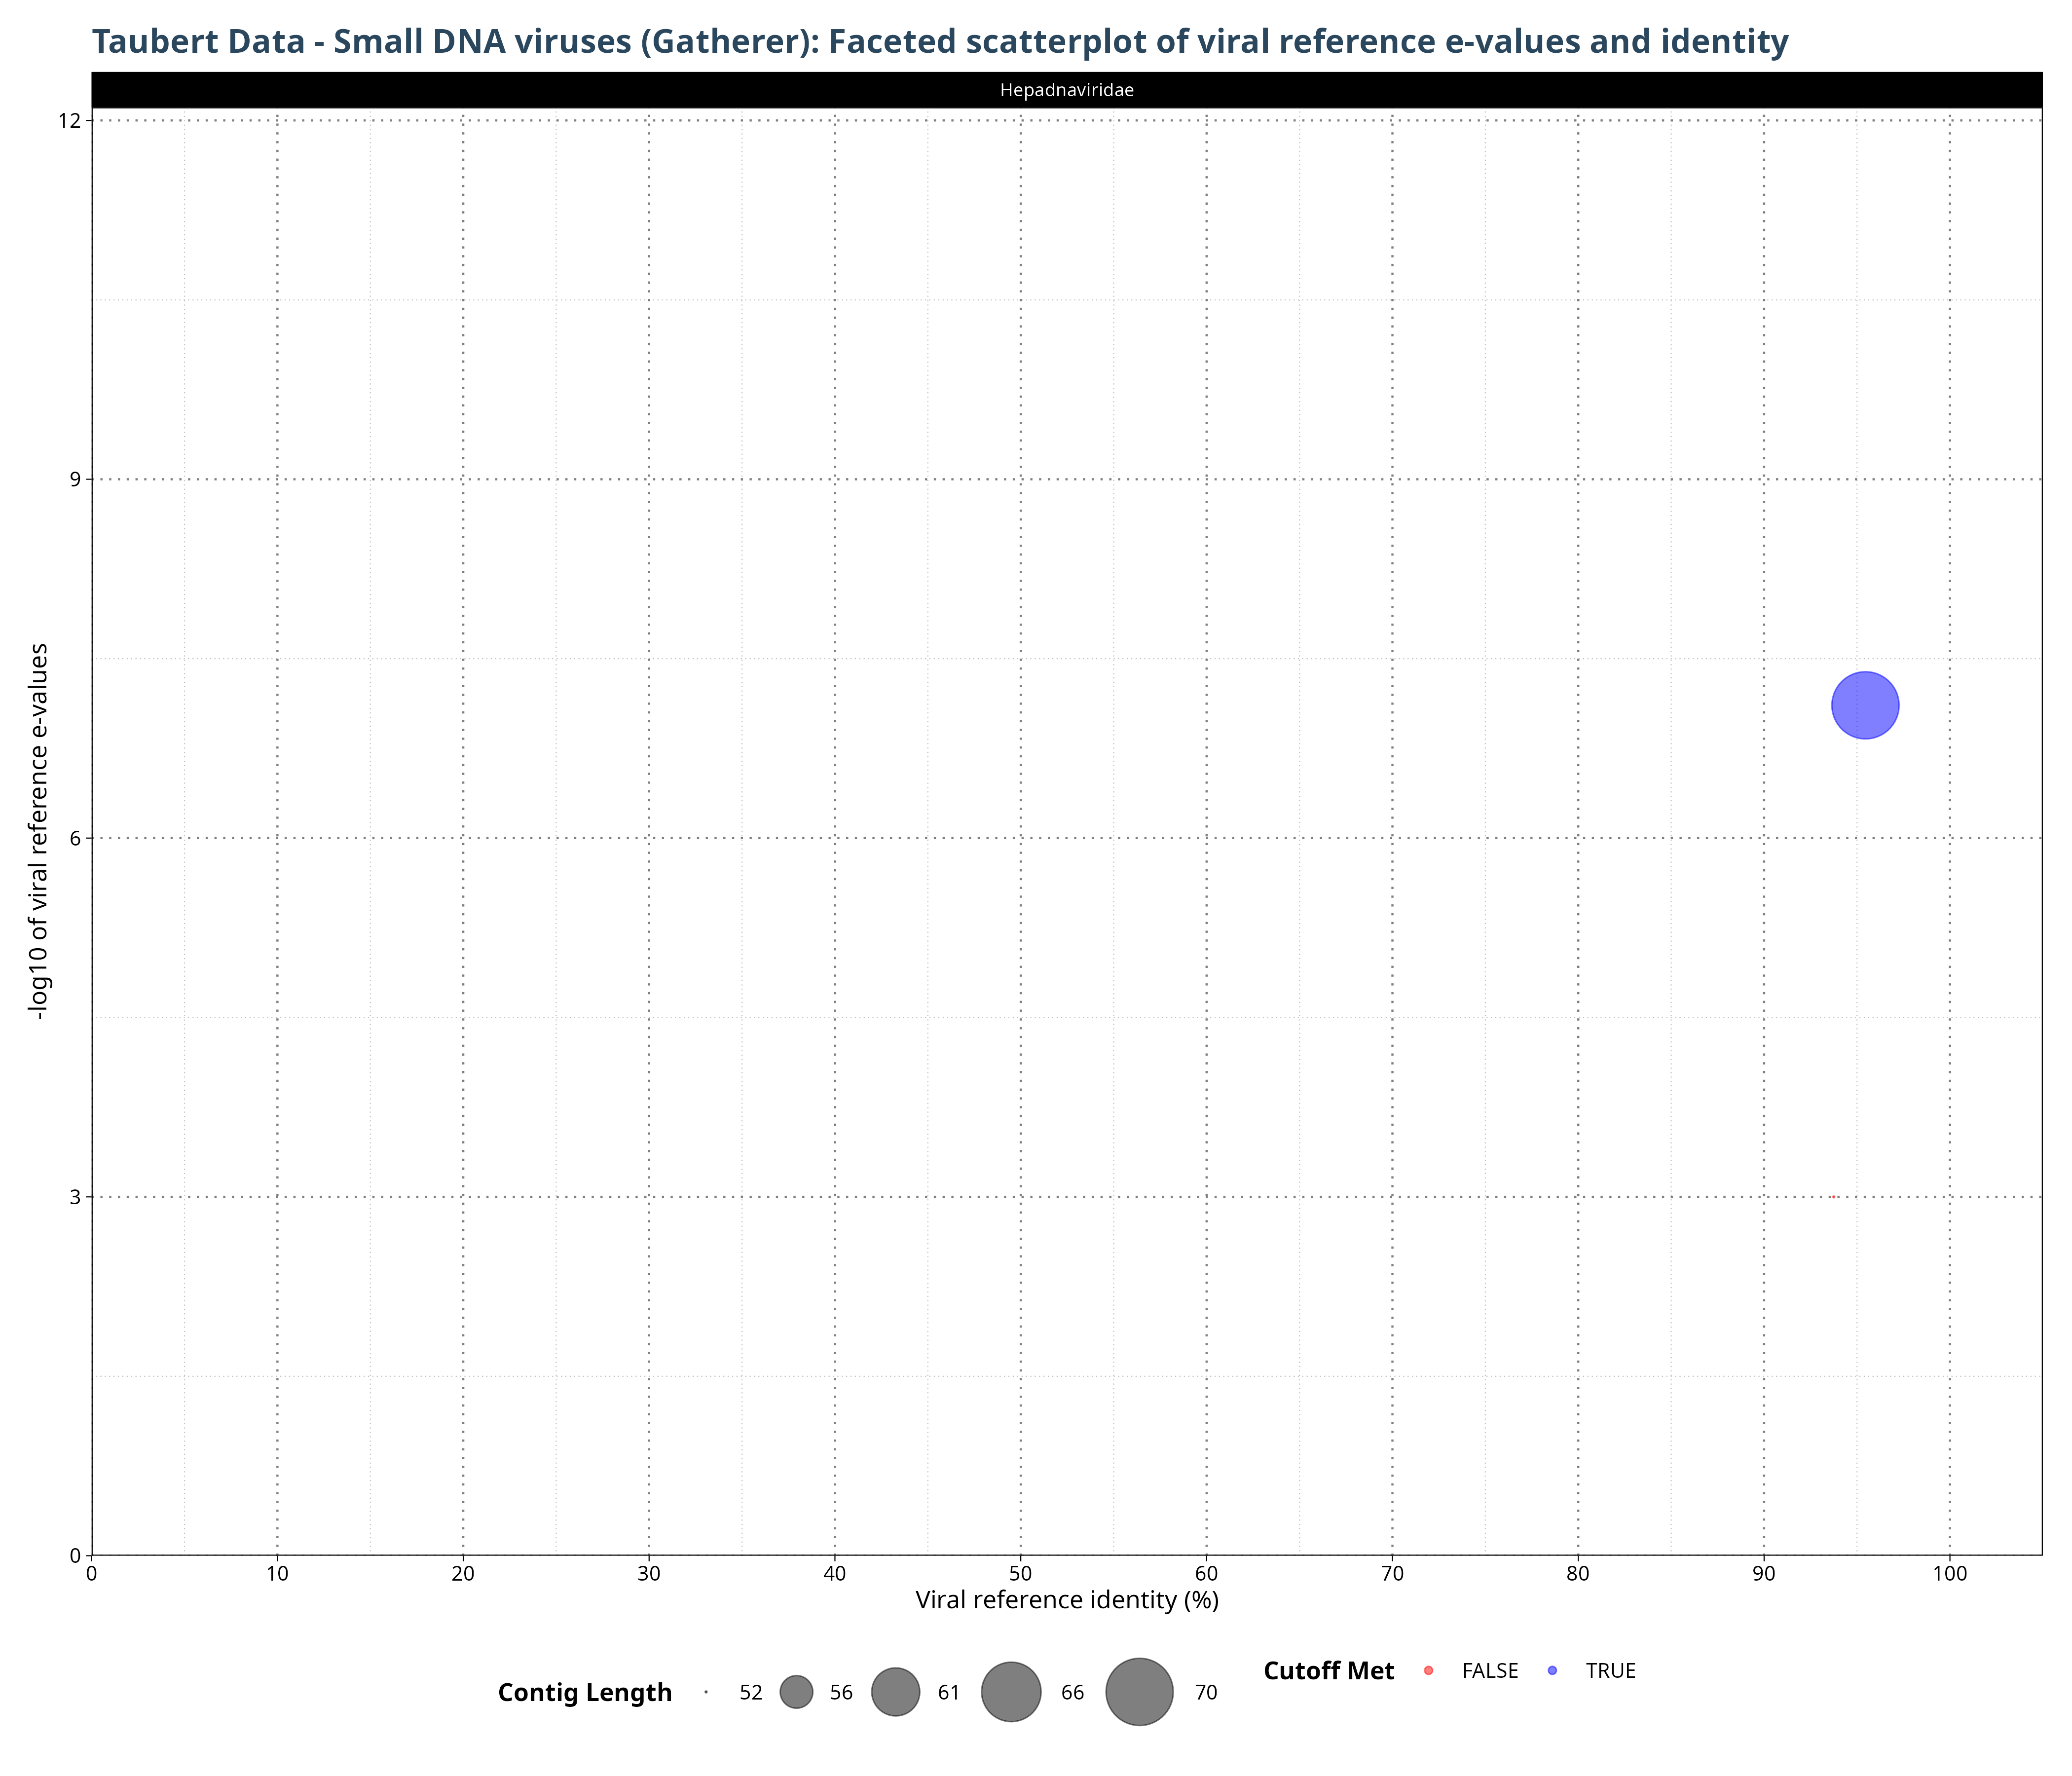 Taubert Data - Small DNA viruses (Gatherer): Faceted scatterplot of viral reference e-values and identity
Hepadnaviridae
12
9
6
3
0
-log10 of viral reference e-values
0 10 20 30 40 50 60 70 80 90 100
Viral reference identity (%)
Contig Length 52 56 61 66 70
Cutoff Met FALSE TRUE